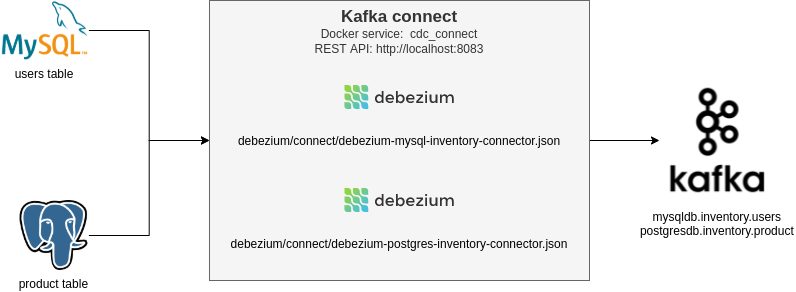 MySQL™
users table
product table
Kafka connect
Docker service: cdc_connect
REST API: http://localhost:8083
debezium
debezium/connect/debezium-mysql-inventory-connector.json
debezium
debezium/connect/debezium-postgres-inventory-connector.json
kafka
mysqldb.inventory.users
postgresdb.inventory.product